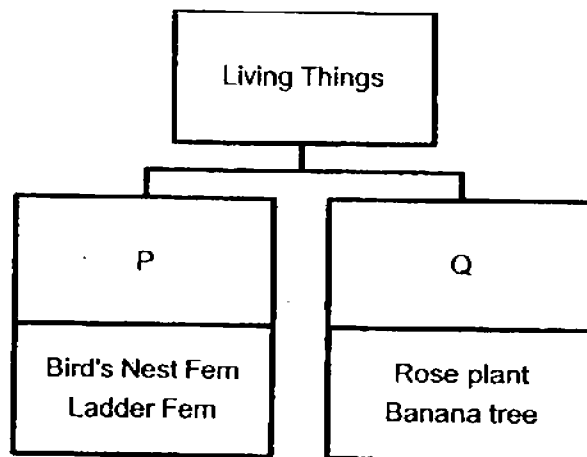 Living Things
P
Q
Bird's Nest Fern
Ladder Fern
Rose plant
Banana tree